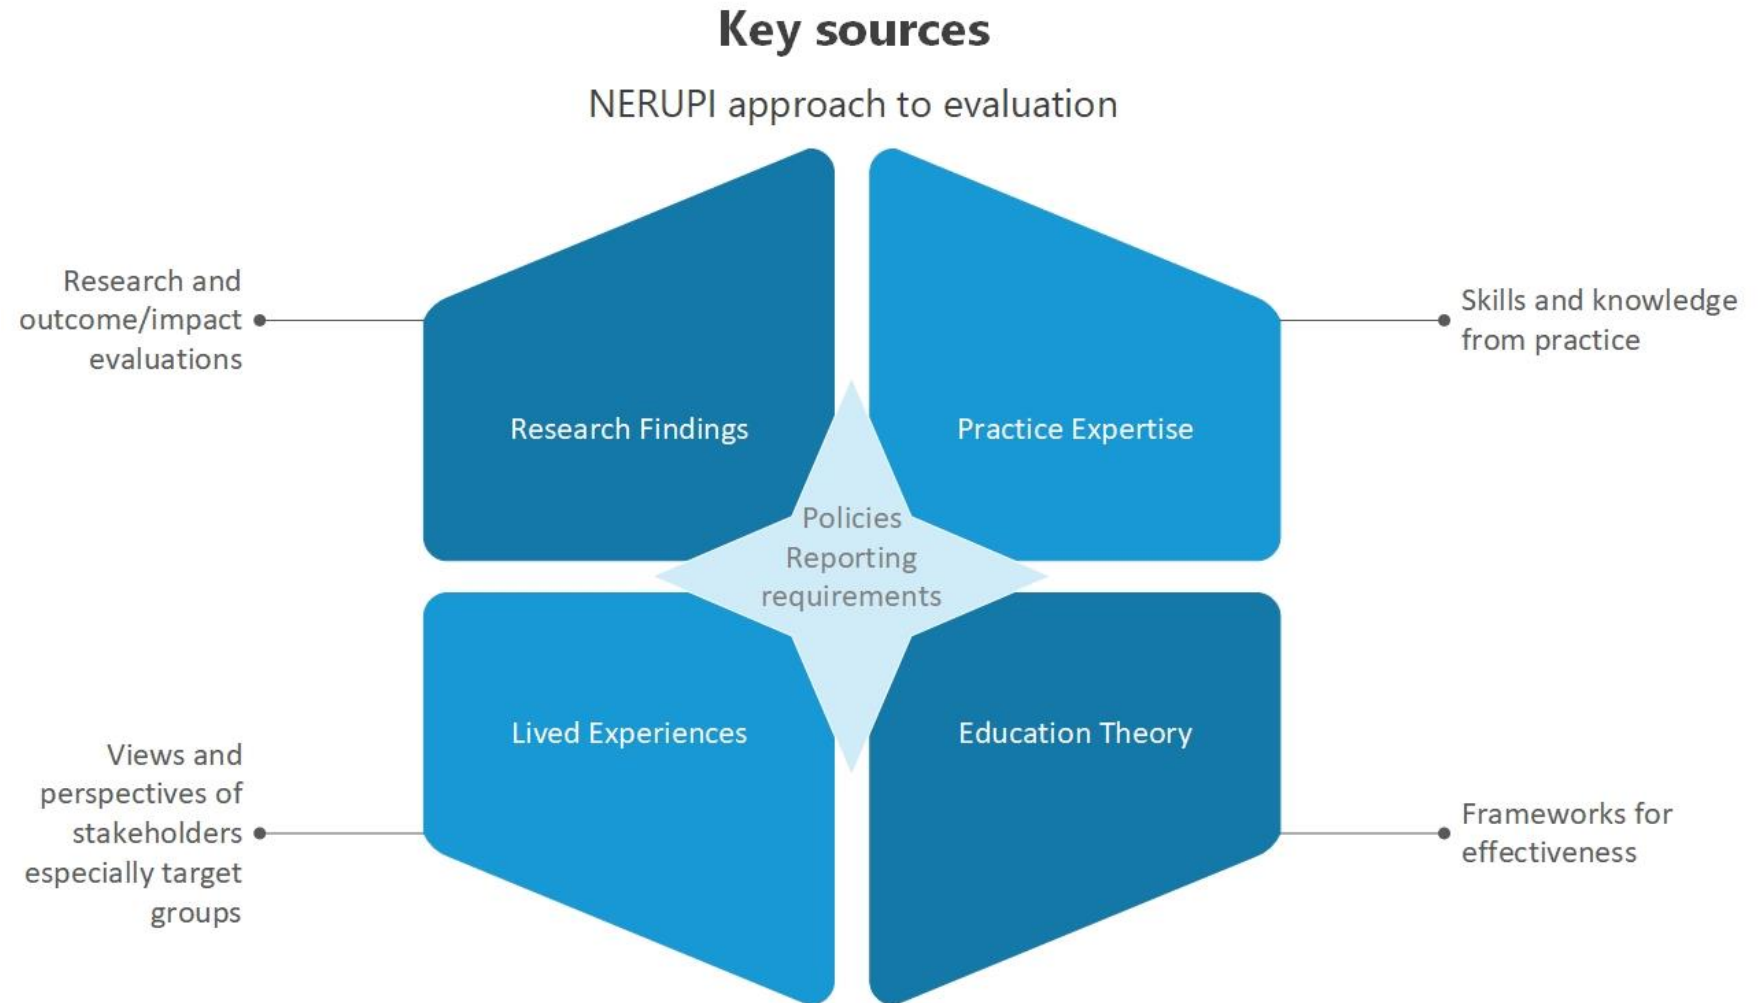 Key sources
NERUPI approach to evaluation
Research and
outcome/impact
evaluations
Skills and knowledge
from practice
Research Findings
Practice Expertise
Policies
Reporting
requirements
Lived Experiences
Education Theory
Views and
perspectives of
stakeholders
especially target
groups
Frameworks for
effectiveness